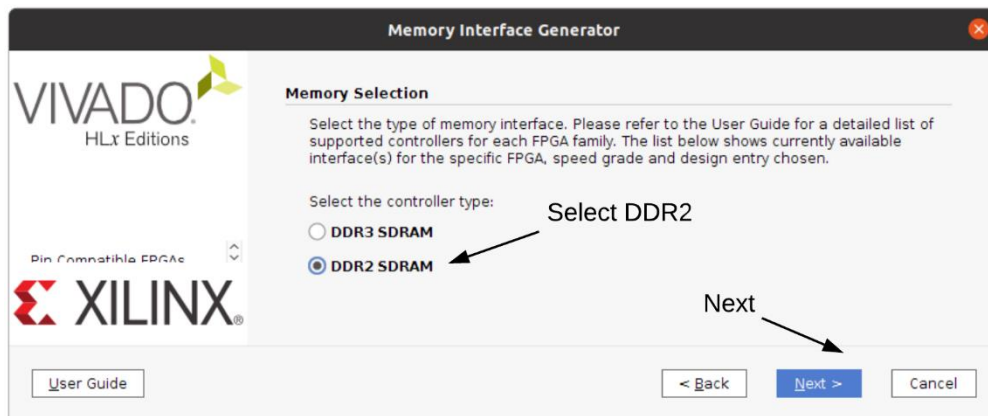 Memory Interface Generator
VIVADO.
HLx Editions
Memory Selection
Select the type of memory interface. Please refer to the User Guide for a detailed list of
supported controllers for each FPGA family. The list below shows currently available
interface(s) for the specific FPGA, speed grade and design entry chosen.
Select the controller type:
Select DDR2
DDR3 SDRAM
DDR2 SDRAM
Pin Compatible FPGAs
XILINX®
Next
User Guide
< Back
Next >
Cancel